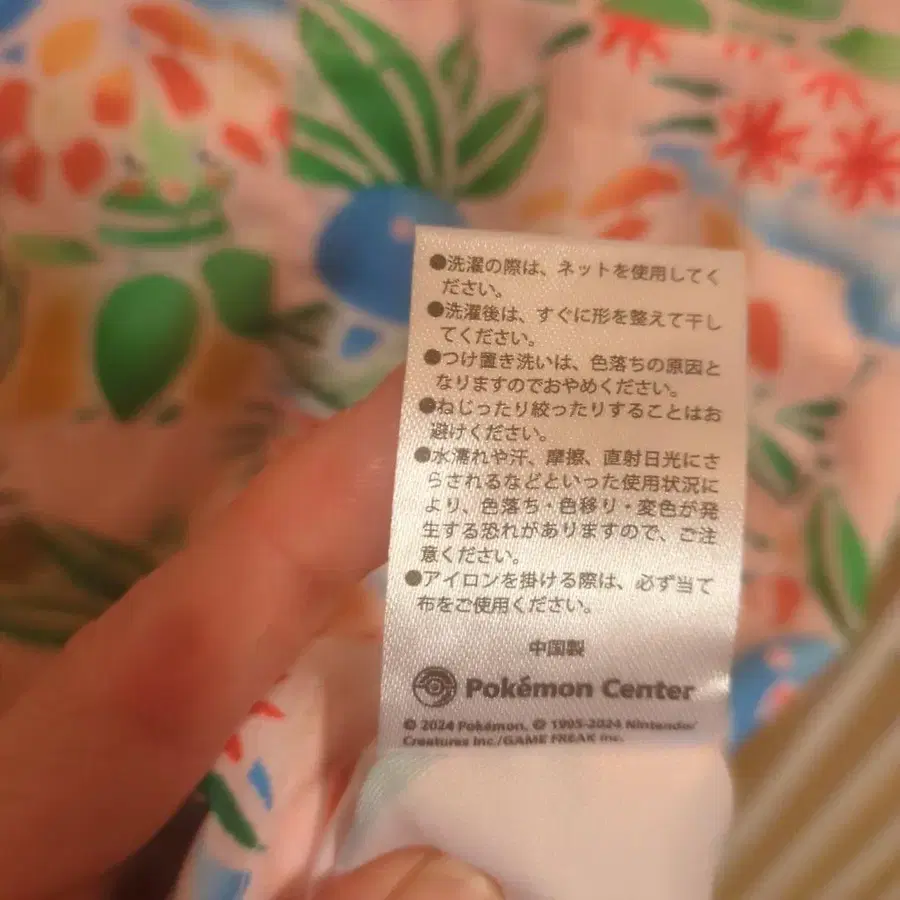 ●洗濯の際は、ネットを使用してく
ださい。
●洗濯後は、すぐに形を整えて干し
てください。
●つけ置き洗いは、色落ちの原因と
なりますのでおやめください。
●ねじったり絞ったりすることはお
避けください。
●水濡れや汗、摩擦、直射日光にさ
らされるなどといった使用状況に
より、色落ち・色移り・変色が発
生する恐れがありますので、ご注
意ください。
●アイロンを掛ける際は、必ず当て
布をご使用ください。
中国製
Pokémon Center
© 2024 Pokémon. © 1995-2024 Nintendo/
Creatures Inc./GAME FREAK inc.